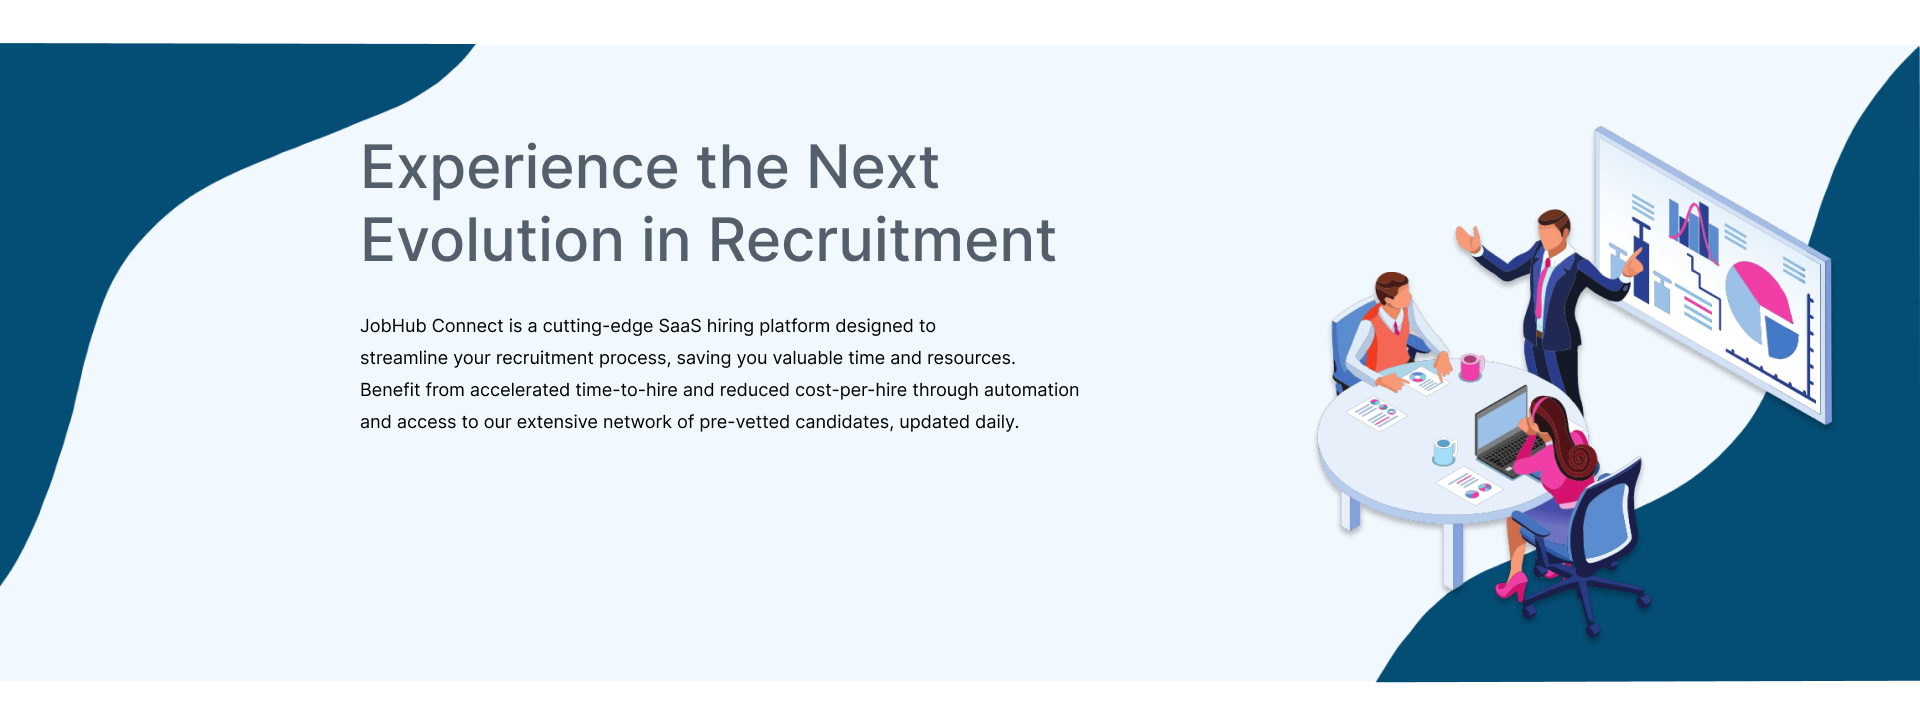 Experience the Next
Evolution in Recruitment
JobHub Connect is a cutting-edge SaaS hiring platform designed to
streamline your recruitment process, saving you valuable time and resources.
Benefit from accelerated time-to-hire and reduced cost-per-hire through automation
and access to our extensive network of pre-vetted candidates, updated daily.